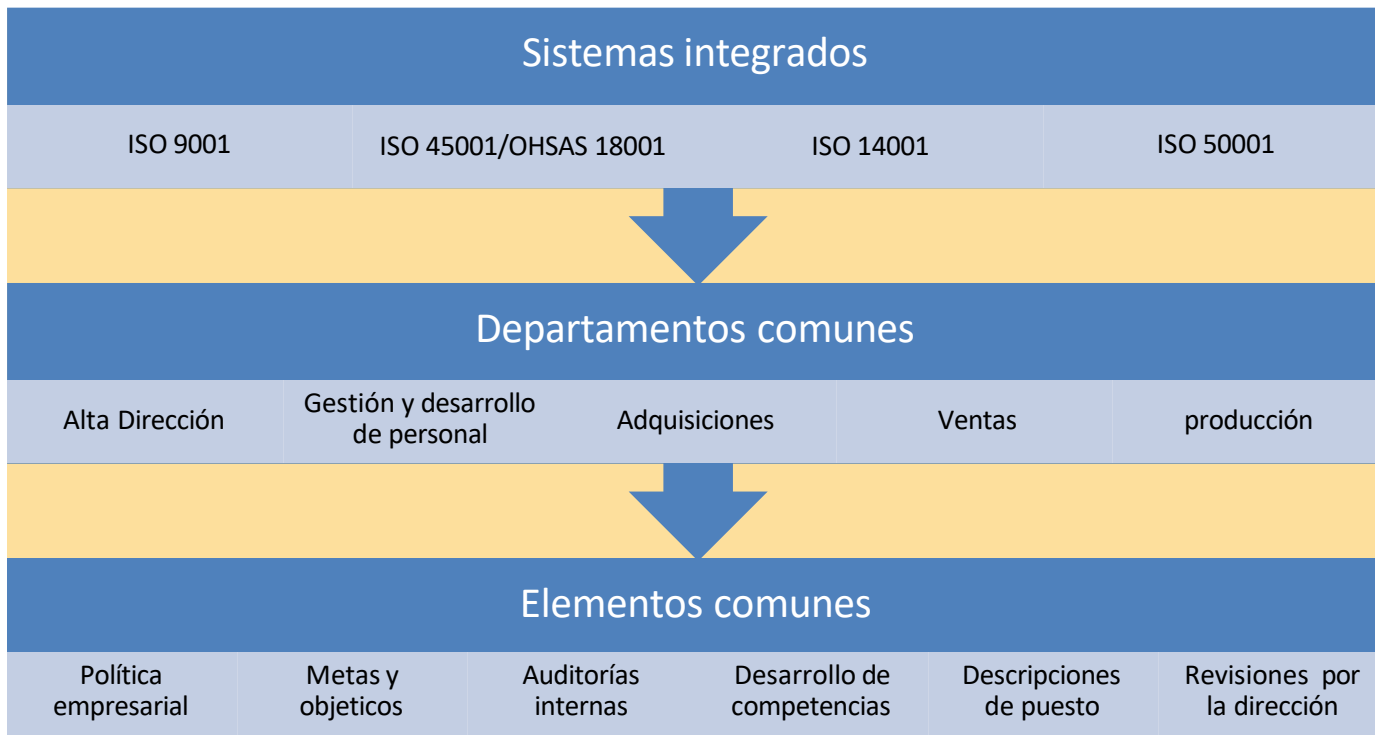 Sistemas integrados
ISO 9001
ISO 45001/OHSAS 18001
ISO 14001
ISO 50001
Departamentos comunes
Alta Dirección
Gestión y desarrollo
de personal
Adquisiciones
Ventas
producción
Elementos comunes
Política
empresarial
Metas y
objeticos
Auditorías
internas
Desarrollo de
competencias
Descripciones
de puesto
Revisiones por
la dirección